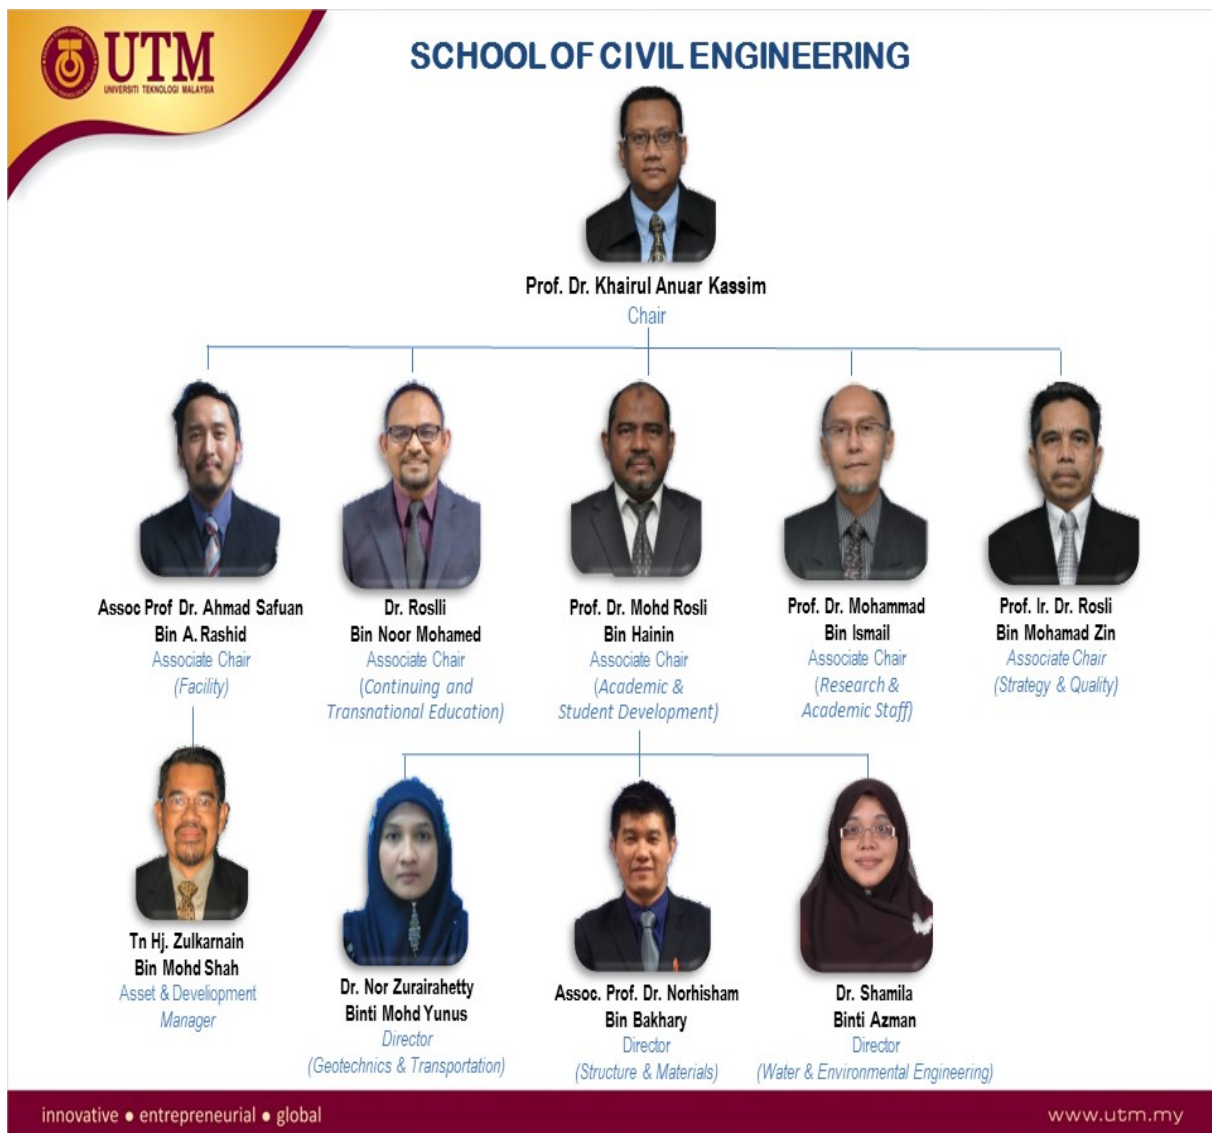 UTM
UNIVERSITI TEKNOLOGI MALAYSIA
SCHOOL OF CIVIL ENGINEERING
Prof. Dr. Khairul Anuar Kassim
Chair
Assoc Prof Dr. Ahmad Safuan
Bin A. Rashid
Associate Chair
(Facility)
Dr. Roslli
Bin Noor Mohamed
Associate Chair
(Continuing and
Transnational Education)
Prof. Dr. Mohd Rosli
Bin Hainin
Associate Chair
(Academic &
Student Development)
Prof. Dr. Mohammad
Bin Ismail
Associate Chair
(Research &
Academic Staff)
Prof. Ir. Dr. Rosli
Bin Mohamad Zin
Associate Chair
(Strategy & Quality)
Tn Hj. Zulkarnain
Bin Mohd Shah
Asset & Develiopment
Manager
Dr. Nor Zurairahetty
Binti Mohd Yunus
Director
(Geotechnics & Transportation)
Assoc. Prof. Dr. Norhisham
Bin Bakhary
Director
(Structure & Materials)
Dr. Shamila
Binti Azman
Director
(Water & Environmental Engineering)
innovative ● entrepreneurial ● global
www.utm.my